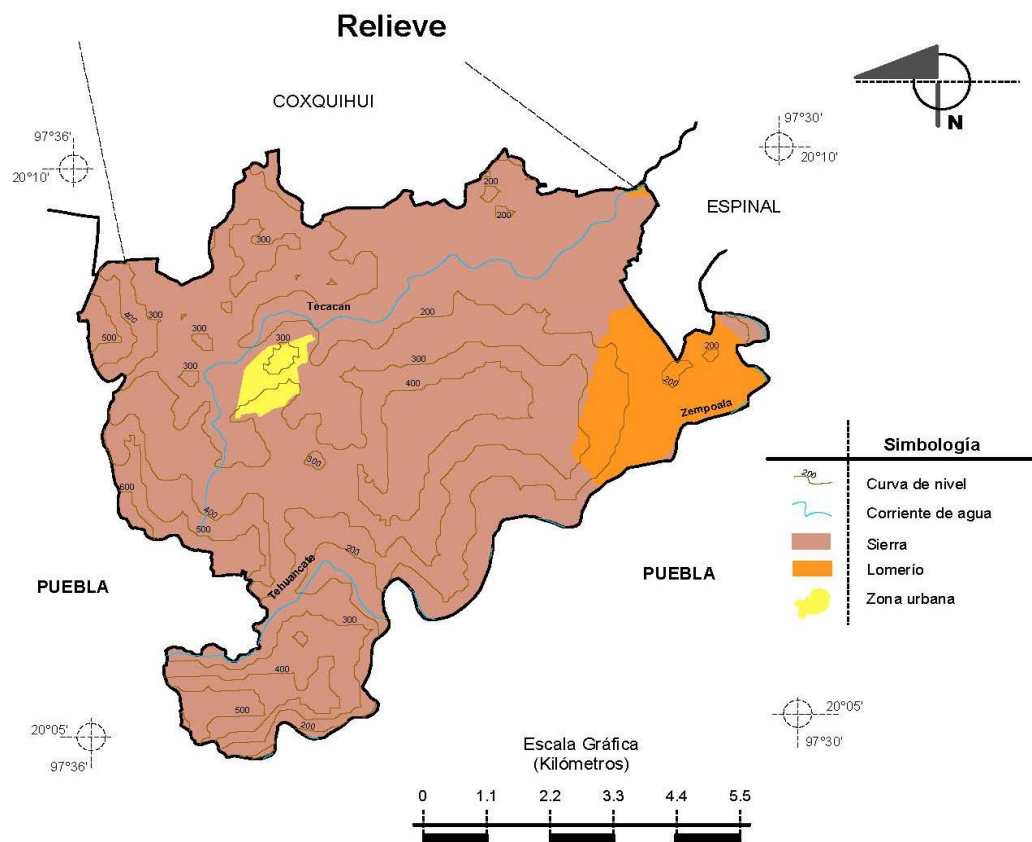 Relieve
COXQUIHUI
N
97°36'
20°10'
97°30'
20°10'
ESPINAL
200
200
300
300
400
300
300
500
300
Tecacan
200
300
300
400
200
200
Zempoala
300
600
400
500
200
Tehuancate
300
400
500
200
PUEBLA
PUEBLA
Simbología
200
Curva de nivel
Corriente de agua
Sierra
Lomerío
Zona urbana
20°05'
97°36'
20°05'
97°30'
Escala Gráfica
(Kilómetros)
0 1.1 2.2 3.3 4.4 5.5